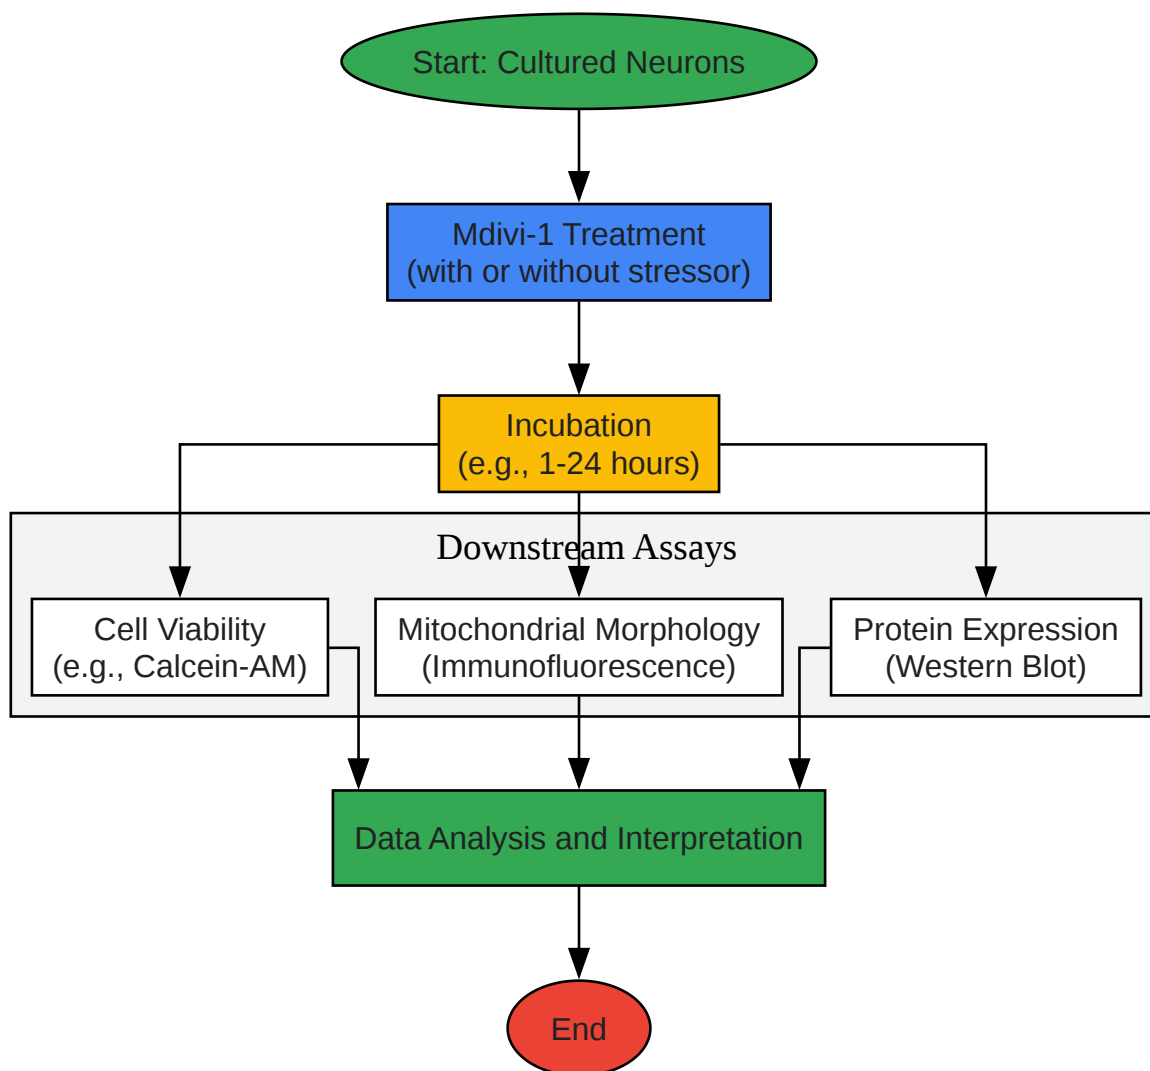 Start: Cultured Neurons
Mdivi-1 Treatment
(with or without stressor)
Incubation
(e.g., 1-24 hours)
Downstream Assays
Cell Viability
(e.g., Calcein-AM)
Mitochondrial Morphology
(Immunofluorescence)
Protein Expression
(Western Blot)
Data Analysis and Interpretation
End